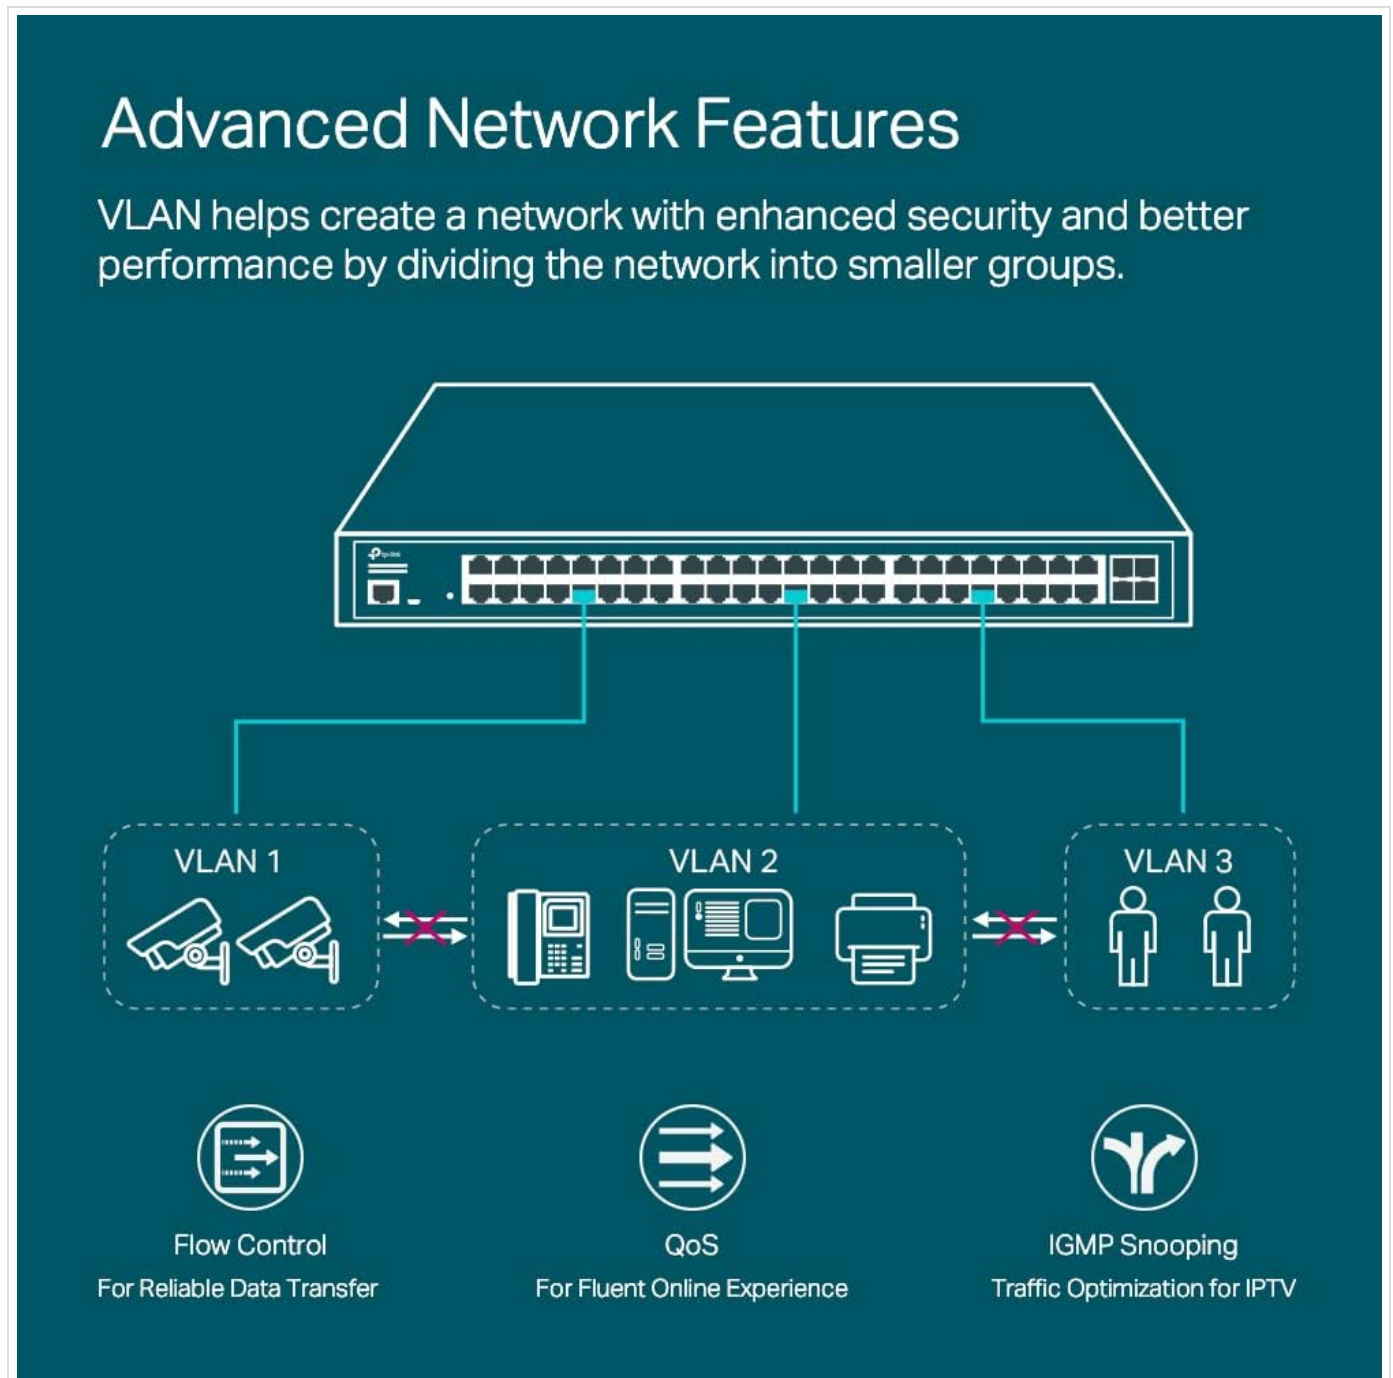 Advanced Network Features
VLAN helps create a network with enhanced security and better
performance by dividing the network into smaller groups.
tp-link
VLAN 1
VLAN 2
VLAN 3
Flow Control
For Reliable Data Transfer
QoS
For Fluent Online Experience
IGMP Snooping
Traffic Optimization for IPTV